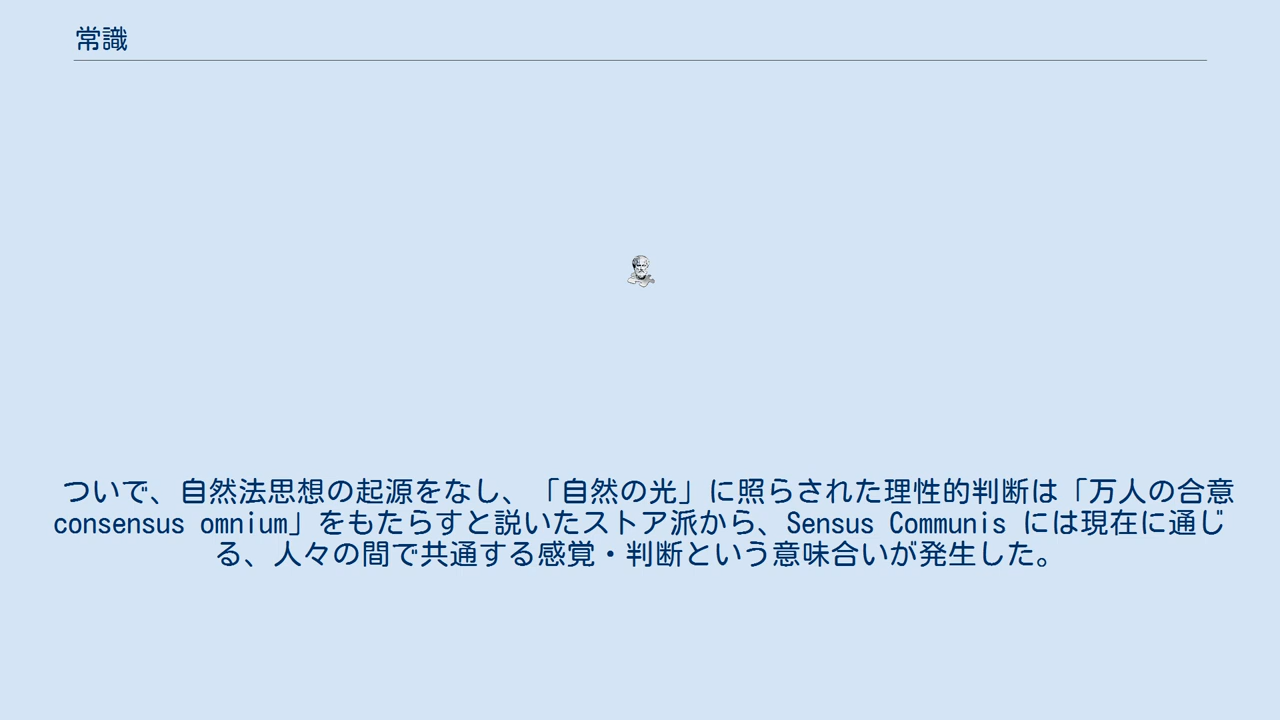 常識
ついで、自然法思想の起源をなし、「自然の光」に照らされた理性的判断は「万人の合意
consensus omnium」をもたらすと説いたストア派から、Sensus Communis には現在に通じ
る、人々の間で共通する感覚・判断という意味合いが発生した。